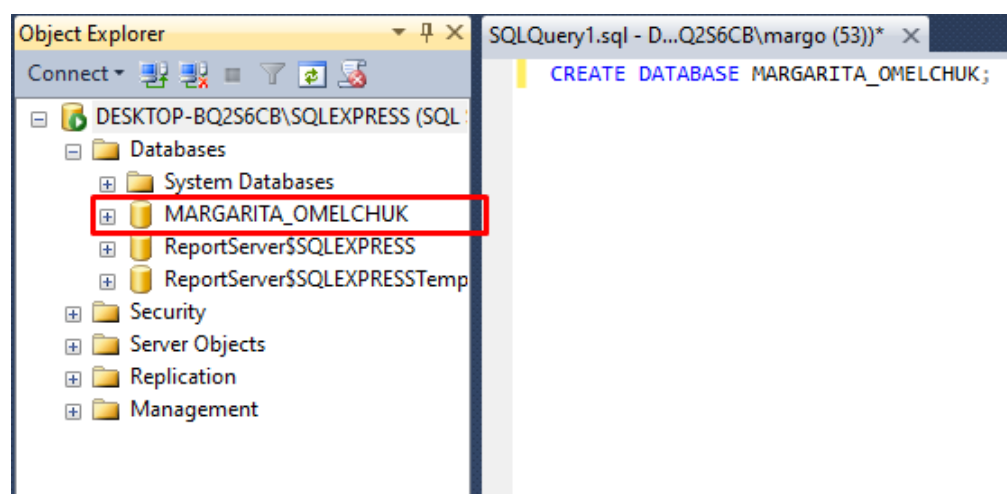 Object Explorer
Connect
DESKTOP-BQ2S6CB\SQLEXPRESS (SQL
Databases
System Databases
MARGARITA_OMELCHUK
ReportServer$SQLEXPRESS
ReportServer$SQLEXPRESSTemp
Security
Server Objects
Replication
Management
SQLQuery1.sql - D...Q2S6CB\margo (53))*
CREATE DATABASE MARGARITA_OMELCHUK;